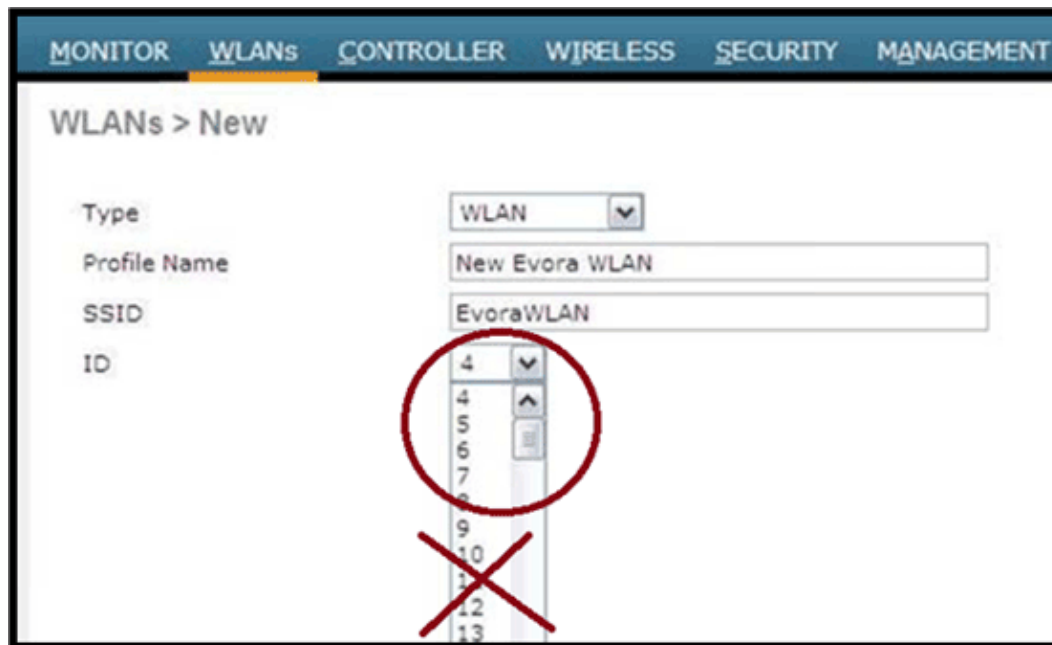 MONITOR WLANs CONTROLLER WIRELESS SECURITY MANAGEMENT
WLANs > New
Type WLAN
Profile Name New Evora WLAN
SSID EvoraWLAN
ID 4
4
5
6
7
8
9
10
12
13